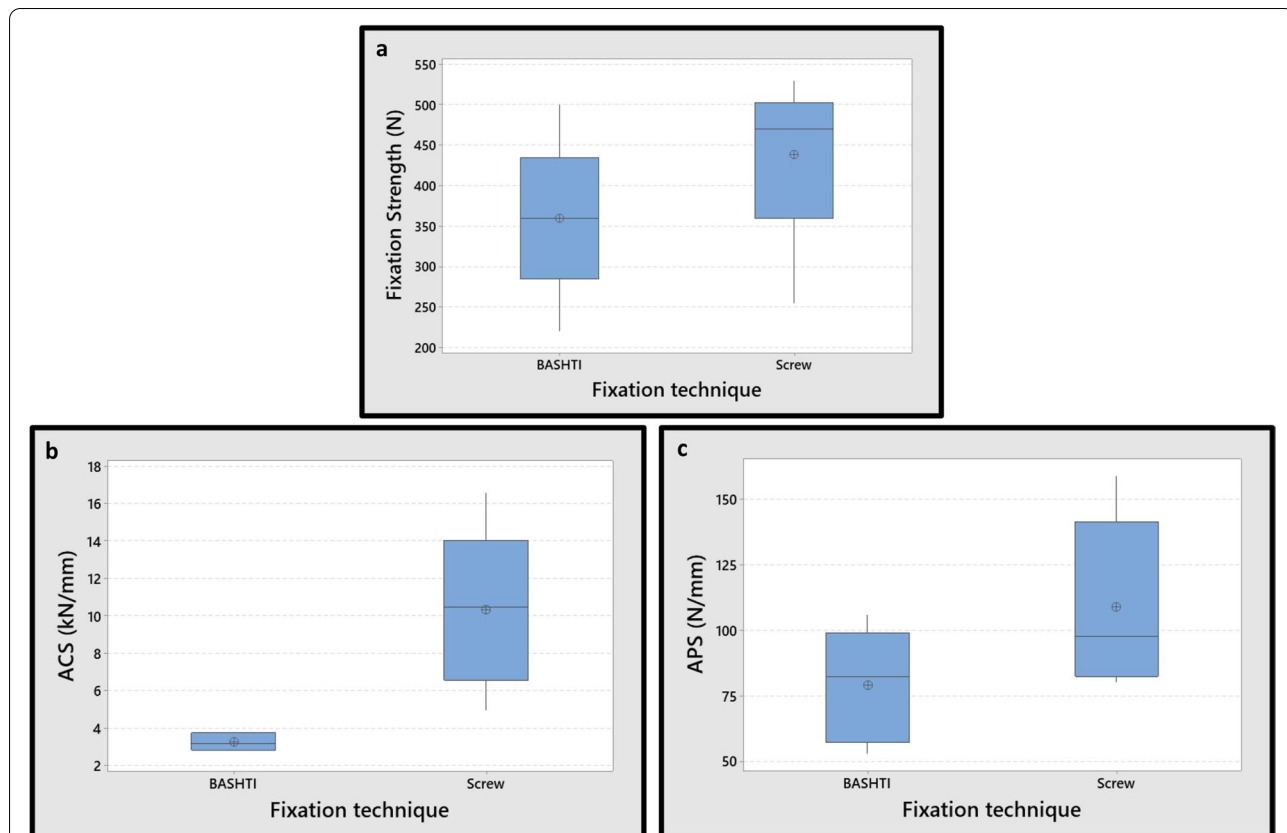 a
Fixation Strength (N)
550
500
450
400
350
300
250
200
BASHTI Screw
Fixation technique
b
ACS (kN/mm)
18
16
14
12
10
8
6
4
2
BASHTI Screw
Fixation technique
c
APS (N/mm)
150
125
100
75
50
BASHTI Screw
Fixation technique